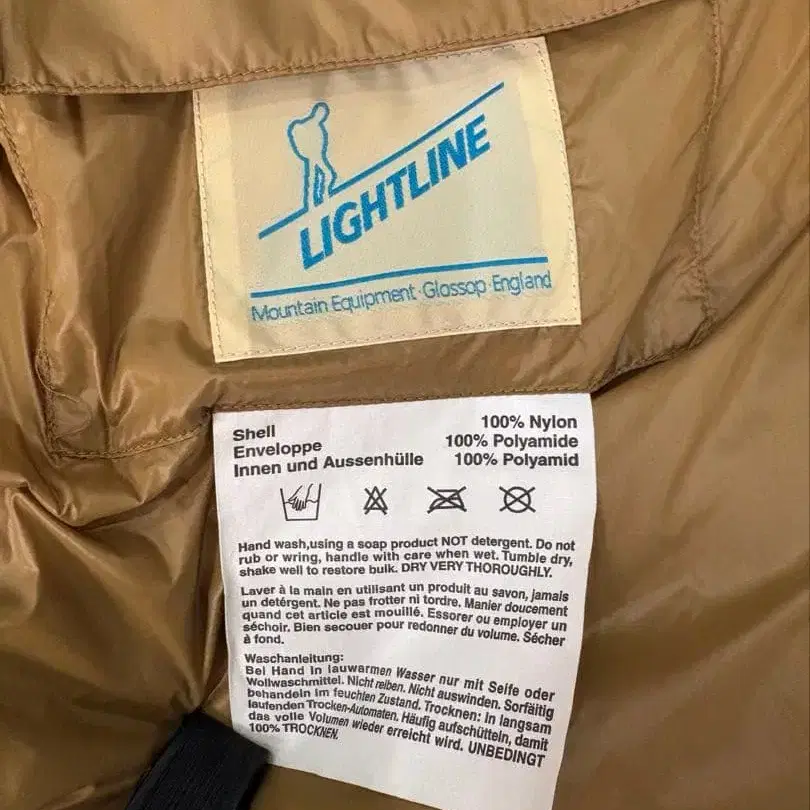 LIGHTLINE
Mountain Equipment·Glossop·England
Shell 100% Nylon
Enveloppe 100% Polyamide
Innen und Aussenhülle 100% Polyamid
Hand wash,using a soap product NOT detergent. Do not
rub or wring, handle with care when wet. Tumble dry,
shake well to restore bulk. DRY VERY THOROUGHLY.
Laver à la main en utilisant un produit au savon, jamais
un detérgent. Ne pas frotter ni tordre. Manier doucement
quand cet article est mouillé. Essorer ou employer un
séchoir. Bien secouer pour redonner du volume. Sécher
à fond.
Waschanleitung:
Bei Hand in lauwarmen Wasser nur mit Seife oder
Wollwaschmittel. Nicht reiben. Nicht auswinden. Sorfäitig
behandeln im feuchten Zustand. Trocknen: In langsam
laufenden Trocken-Automaten. Häufig aufschütteln, damit
das volle Volumen wieder erreicht wird. UNBEDINGT
100% TROCKNEN.